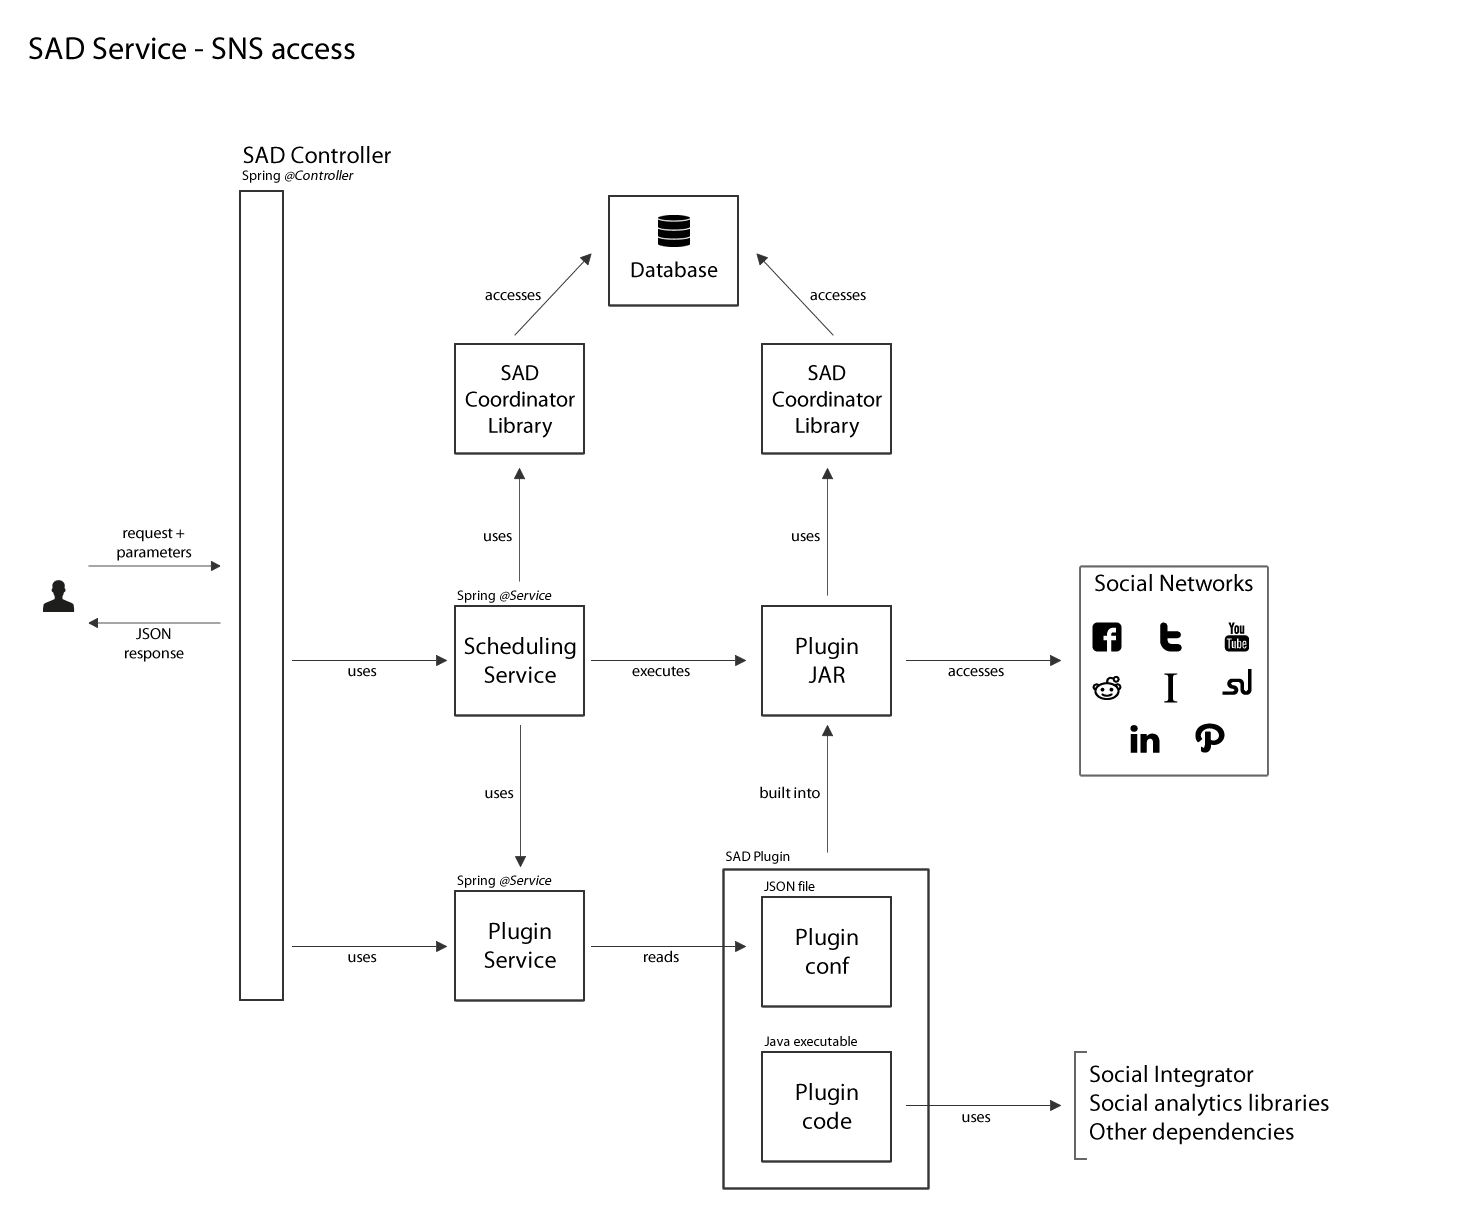 SAD Service - SNS access
SAD Controller
Spring @Controller
Database
accesses
accesses
SAD
Coordinator
Library
SAD
Coordinator
Library
request +
parameters
JSON
response
uses
uses
Spring @Service
Scheduling
Service
Plugin
JAR
Social Networks
You
Tube
in
uses
executes
accesses
uses
built into
SAD Plugin
Spring @Service
Plugin
Service
JSON file
Plugin
conf
uses
reads
Java executable
Plugin
code
uses
Social Integrator
Social analytics libraries
Other dependencies